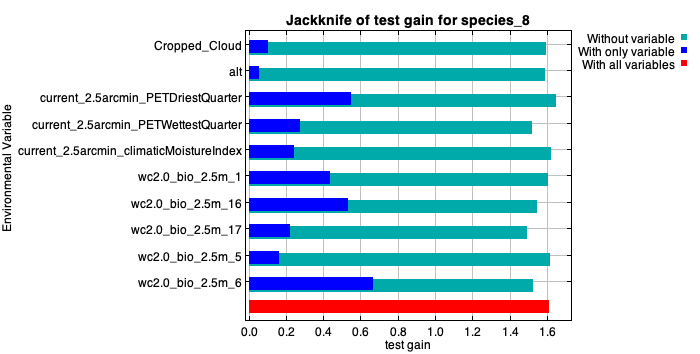 Jackknife of test gain for species_8
Without variable
With only variable
With all variables
Environmental Variable
Cropped_Cloud
alt
current_2.5arcmin_PETDriestQuarter
current_2.5arcmin_PETWettestQuarter
current_2.5arcmin_climaticMoistureIndex
wc2.0_bio_2.5m_1
wc2.0_bio_2.5m_16
wc2.0_bio_2.5m_17
wc2.0_bio_2.5m_5
wc2.0_bio_2.5m_6
0.0 0.2 0.4 0.6 0.8 1.0 1.2 1.4 1.6
test gain